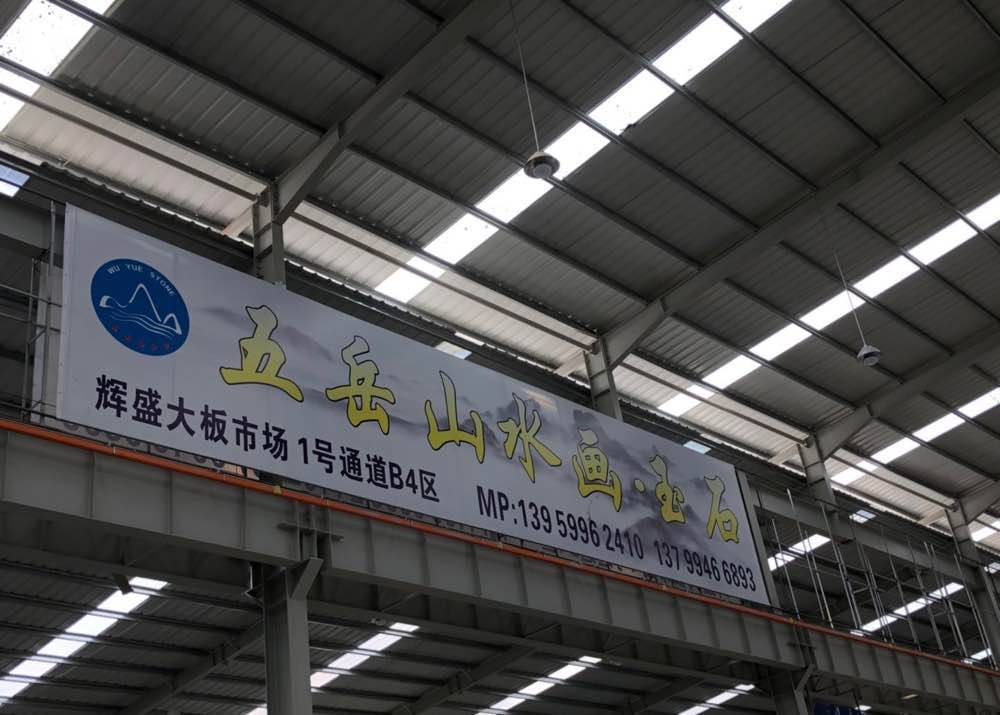 WU YUE STONE
五岳山水画·玉石
辉盛大板市场 1号通道B4区
MP:139 5996 2410 137 9946 6893